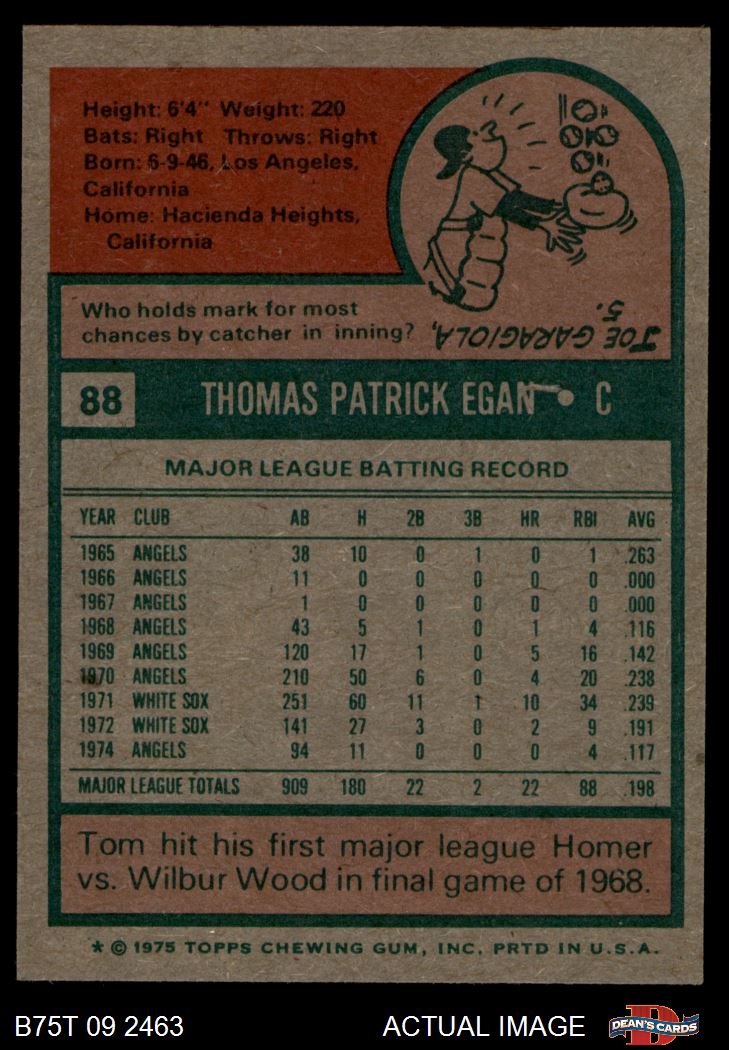 Height: 6'4" Weight: 220
Bats: Right Throws: Right
Born: 6-9-46, Los Angeles,
California
Home: Hacienda Heights,
California
Who holds mark for most
chances by catcher in inning?
JOE GARAGIOLA,
5.
88 THOMAS PATRICK EGAN • C
MAJOR LEAGUE BATTING RECORD
YEAR CLUB AB H 2B 3B HR RBI AVG
1965 ANGELS 38 10 0 1 0 1 .263
1966 ANGELS 11 0 0 0 0 0 .000
1967 ANGELS 1 0 0 0 0 0 .000
1968 ANGELS 43 5 1 0 1 4 .116
1969 ANGELS 120 17 1 0 5 16 .142
1970 ANGELS 210 50 6 0 4 20 .238
1971 WHITE SOX 251 60 11 1 10 34 .239
1972 WHITE SOX 141 27 3 0 2 9 .191
1974 ANGELS 94 11 0 0 0 4 .117
MAJOR LEAGUE TOTALS 909 180 22 2 22 88 .198
Tom hit his first major league Homer
vs. Wilbur Wood in final game of 1968.
* © 1975 TOPPS CHEWING GUM, INC. PRTD IN U.S.A.
B75T 09 2463 ACTUAL IMAGE D DEAN'S CARDS